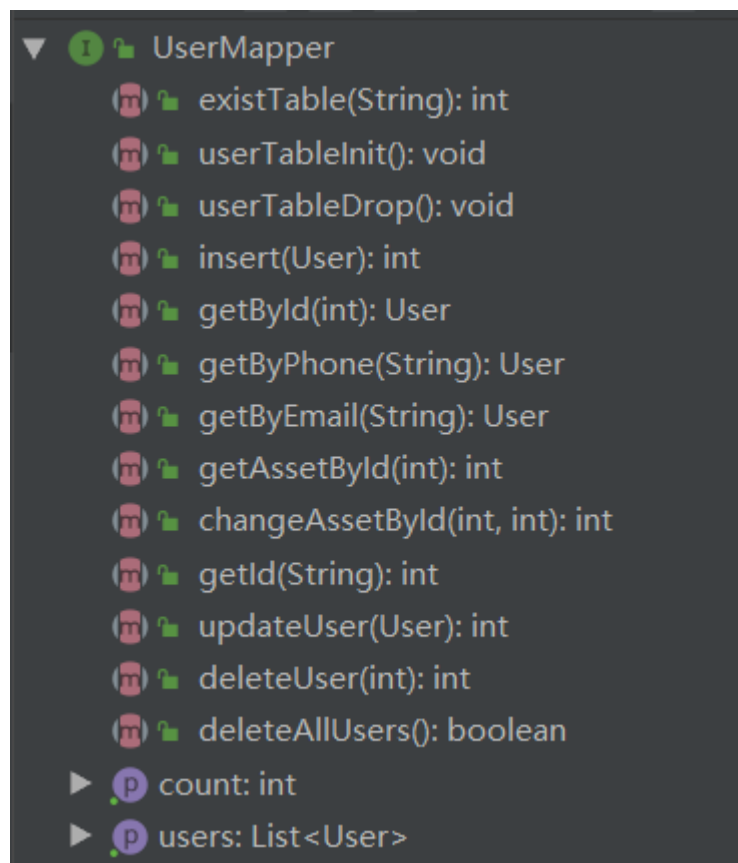 I UserMapper
m existTable(String): int
m userTableInit(): void
m userTableDrop(): void
m insert(User): int
m getById(int): User
m getByPhone(String): User
m getByEmail(String): User
m getAssetById(int): int
m changeAssetById(int, int): int
m getId(String): int
m updateUser(User): int
m deleteUser(int): int
m deleteAllUsers(): boolean
p count: int
p users: List<User>